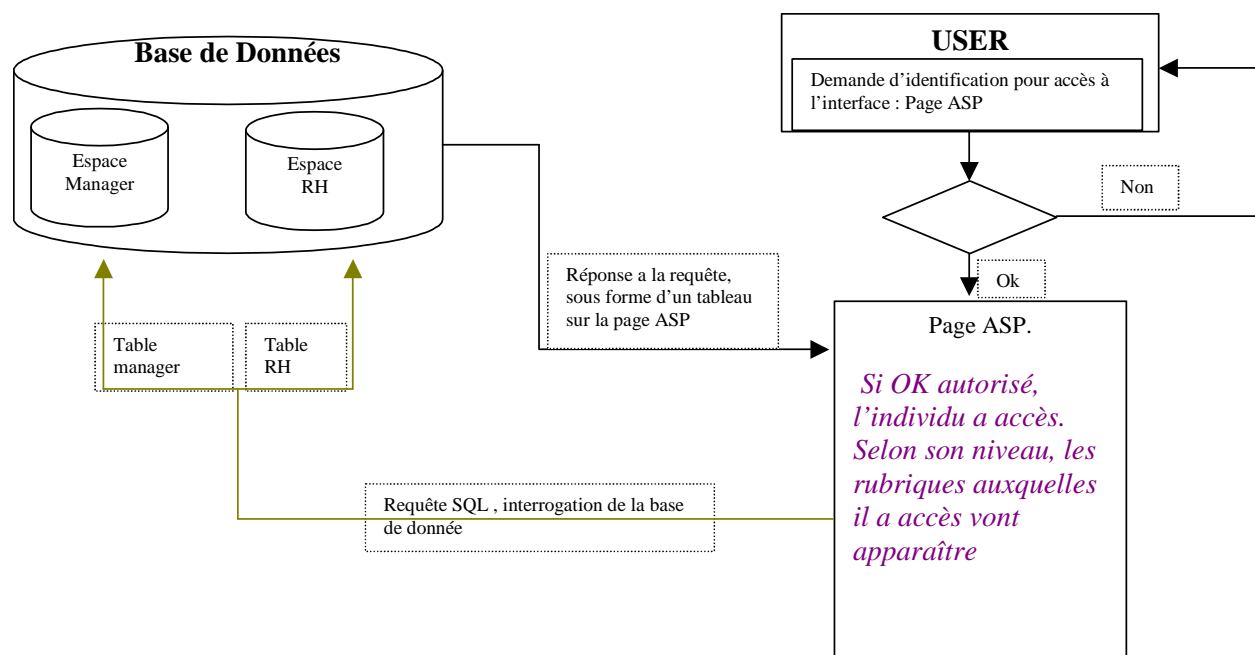 Base de Données
Espace
Manager
Espace
RH
Table
manager
Table
RH
USER
Demande d’identification pour accès à
l’interface : Page ASP
Non
Ok
Réponse a la requête,
sous forme d’un tableau
sur la page ASP
Page ASP.
Si OK autorisé,
l’individu a accès.
Selon son niveau, les
rubriques auxquelles
il a accès vont
apparaître
Requête SQL , interrogation de la base
de donnée